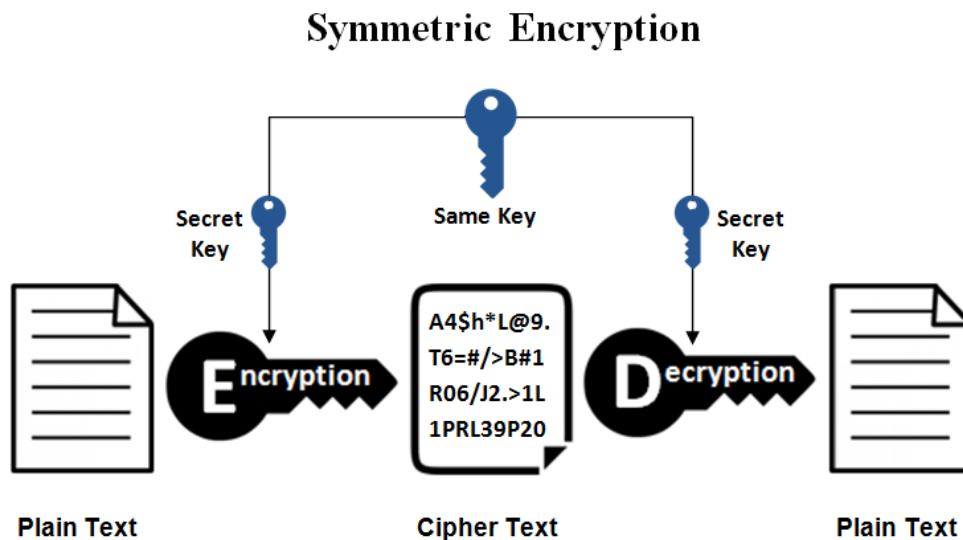 Symmetric Encryption
Same Key
Secret
Key
Secret
Key
Encryption
A4$h*L@9.
T6=#/>B#1
R06/J2.>1L
1PRL39P20
Decryption
Plain Text
Cipher Text
Plain Text